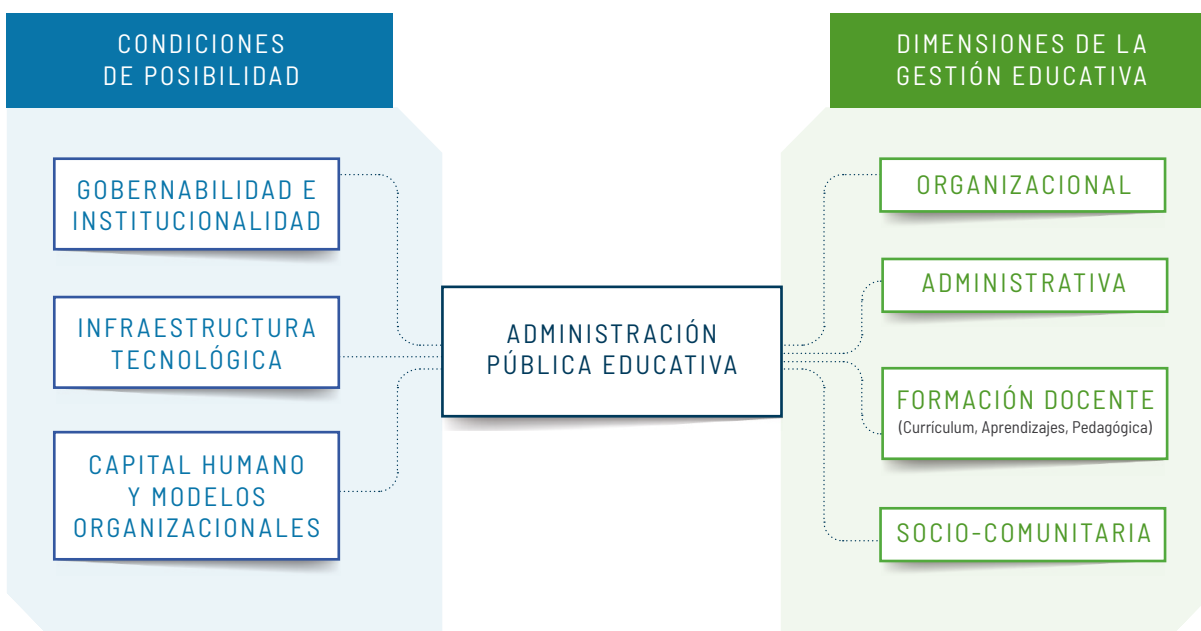 CONDICIONES
DE POSIBILIDAD
GOBERNABILIDAD E
INSTITUCIONALIDAD
INFRAESTRUCTURA
TECNOLÓGICA
CAPITAL HUMANO
Y MODELOS
ORGANIZACIONALES
ADMINISTRACIÓN
PÚBLICA EDUCATIVA
DIMENSIONES DE LA
GESTIÓN EDUCATIVA
ORGANIZACIONAL
ADMINISTRATIVA
FORMACIÓN DOCENTE
(Currículum, Aprendizajes, Pedagógica)
SOCIO-COMUNITARIA